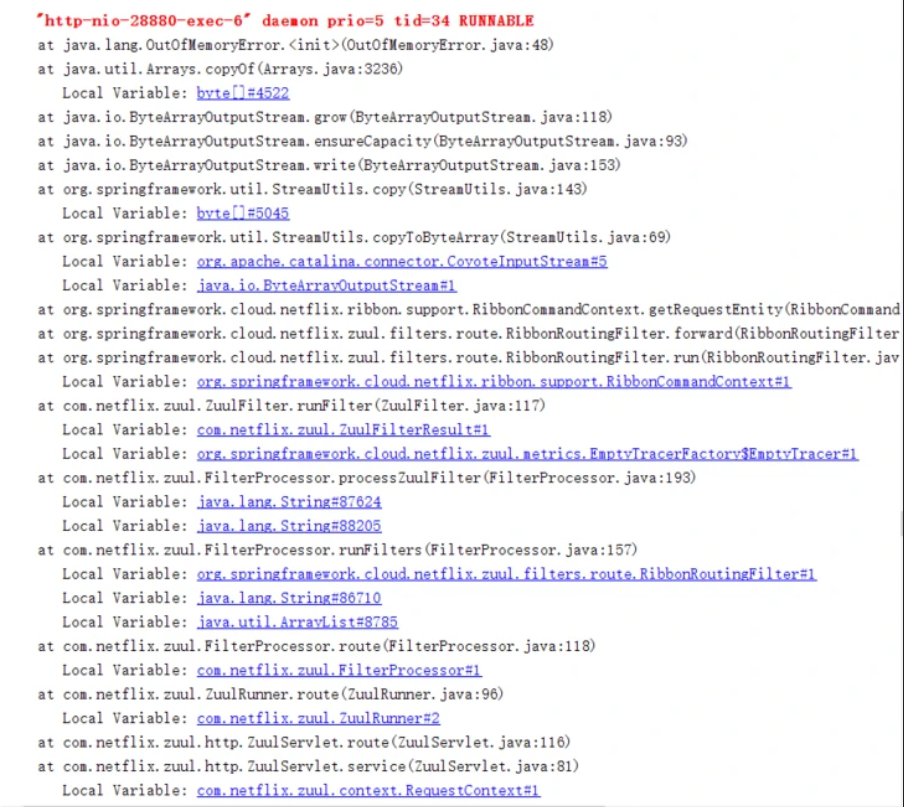 "http-nio-28880-exec-6" daemon prio=5 tid=34 RUNNABLE
at java.lang.OutOfMemoryError.<init>(OutOfMemoryError.java:48)
at java.util.Arrays.copyOf(Arrays.java:3236)
Local Variable: byte[]#4522
at java.io.ByteArrayOutputStream.grow(ByteArrayOutputStream.java:118)
at java.io.ByteArrayOutputStream.ensureCapacity(ByteArrayOutputStream.java:93)
at java.io.ByteArrayOutputStream.write(ByteArrayOutputStream.java:153)
at org.springframework.util.StreamUtils.copy(StreamUtils.java:143)
Local Variable: byte[]#5045
at org.springframework.util.StreamUtils.copyToByteArray(StreamUtils.java:69)
Local Variable: org.apache.catalina.connector.CoyoteInputStream#5
Local Variable: java.io.ByteArrayOutputStream#1
at org.springframework.cloud.netflix.ribbon.support.RibbonCommandContext.getRequestEntity(RibbonCommand
at org.springframework.cloud.netflix.zuul.filters.route.RibbonRoutingFilter.forward(RibbonRoutingFilter
at org.springframework.cloud.netflix.zuul.filters.route.RibbonRoutingFilter.run(RibbonRoutingFilter.jav
Local Variable: org.springframework.cloud.netflix.ribbon.support.RibbonCommandContext#1
at com.netflix.zuul.ZuulFilter.runFilter(ZuulFilter.java:117)
Local Variable: com.netflix.zuul.ZuulFilterResult#1
Local Variable: org.springframework.cloud.netflix.zuul.metrics.EmptyTracerFactory$EmptyTracer#1
at com.netflix.zuul.FilterProcessor.processZuulFilter(FilterProcessor.java:193)
Local Variable: java.lang.String#87624
Local Variable: java.lang.String#88205
at com.netflix.zuul.FilterProcessor.runFilters(FilterProcessor.java:157)
Local Variable: org.springframework.cloud.netflix.zuul.filters.route.RibbonRoutingFilter#1
Local Variable: java.lang.String#86710
Local Variable: java.util.ArrayList#8785
at com.netflix.zuul.FilterProcessor.route(FilterProcessor.java:118)
Local Variable: com.netflix.zuul.FilterProcessor#1
at com.netflix.zuul.ZuulRunner.route(ZuulRunner.java:96)
Local Variable: com.netflix.zuul.ZuulRunner#2
at com.netflix.zuul.http.ZuulServlet.route(ZuulServlet.java:116)
at com.netflix.zuul.http.ZuulServlet.service(ZuulServlet.java:81)
Local Variable: com.netflix.zuul.context.RequestContext#1